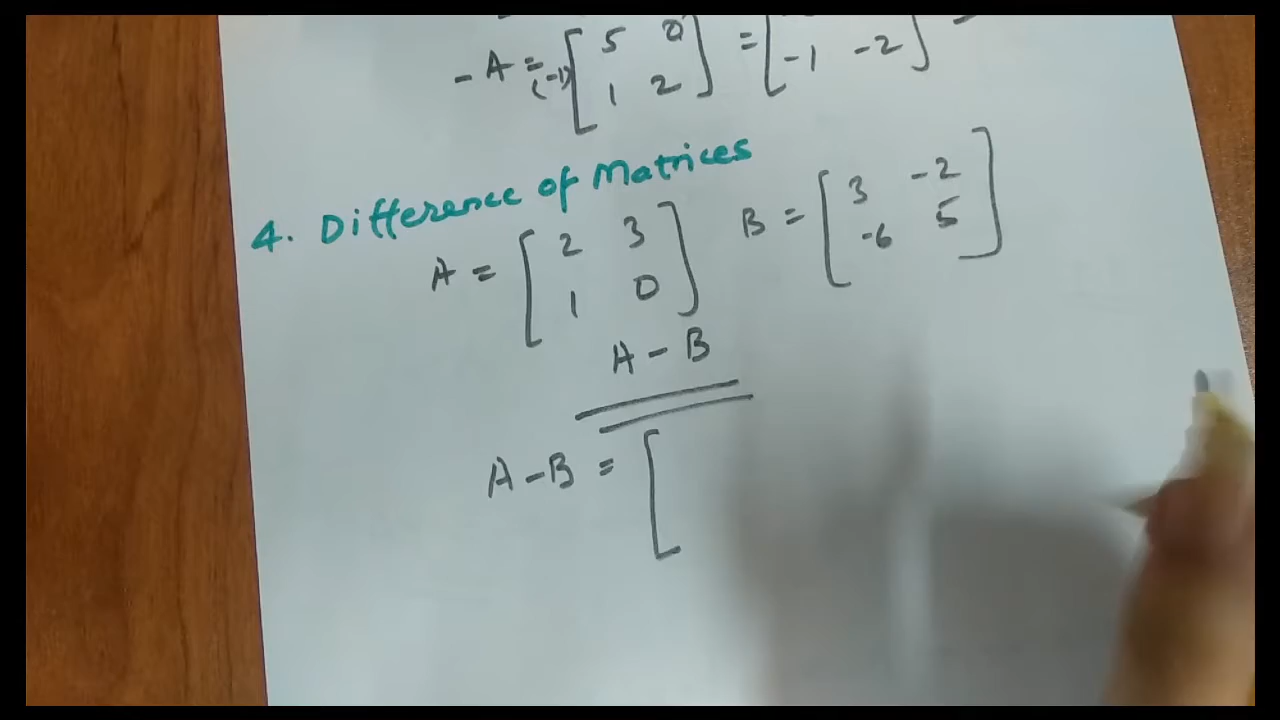 -A = (-1) [ 5 0 = [
1 2 ] -1 -2 ]
4. Difference of Matrices
A = [ 2 3 B = [ 3 -2
1 0 ] -6 5 ]
A - B
A - B = [